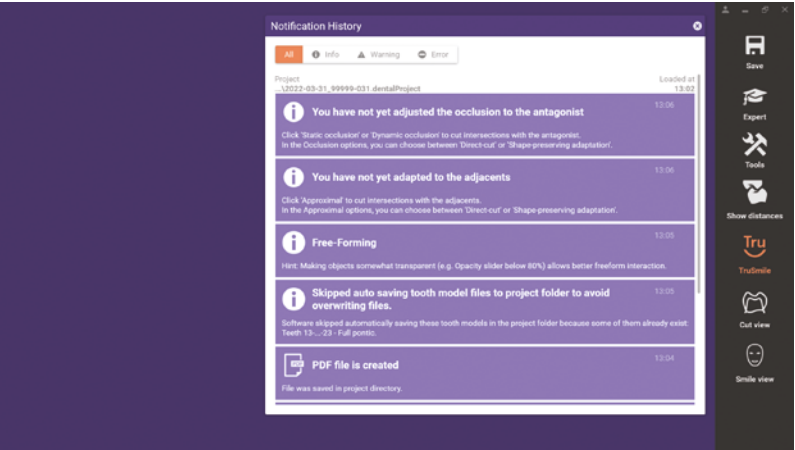 Notification History
All Info Warning Error
Project Loaded at
...\2022-03-31_99999-031.dentalProject 13:02
You have not yet adjusted the occlusion to the antagonist 13:06
Click 'Static occlusion' or 'Dynamic occlusion' to cut intersections with the antagonist.
In the Occlusion options, you can choose between 'Direct-cut' or 'Shape-preserving adaptation'.
You have not yet adapted to the adjacents 13:06
Click 'Approximal' to cut intersections with the adjacents.
In the Approximal options, you can choose between 'Direct-cut' or 'Shape-preserving adaptation'.
Free-Forming 13:05
Hint: Making objects somewhat transparent (e.g. Opacity slider below 80%) allows better freeform interaction.
Skipped auto saving tooth model files to project folder to avoid 13:05
overwriting files.
Software skipped automatically saving these tooth models in the project folder because some of them already exist.
Teeth 13-...-23 - Full pontic.
PDF
PDF file is created 13:04
File was saved in project directory.
Save
Expert
Tools
Show distances
Tru
TruSmile
Cut view
Smile view